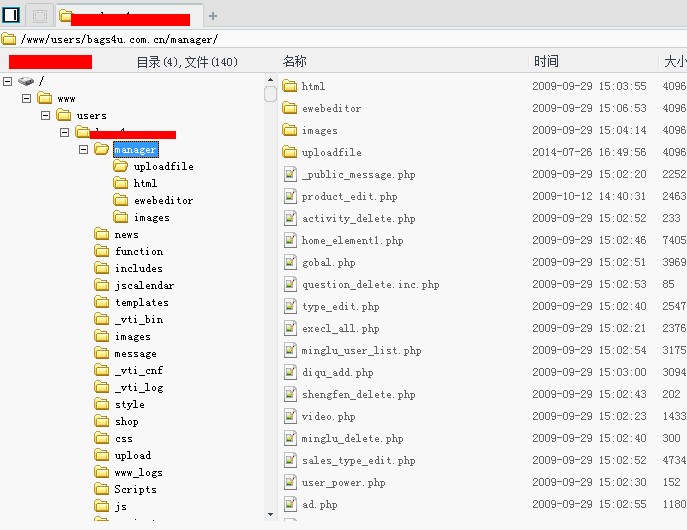 /www/users/bags4u.com.cn/manager/
目录(4),文件(140)
名称 时间 大小
/
www
users
manager
uploadfile
html
ewebeditor
images
news
function
includes
jscalendar
templates
_vti_bin
images
message
_vti_cnf
_vti_log
style
shop
css
upload
www_logs
Scripts
js
html 2009-09-29 15:03:55 4096
ewebeditor 2009-09-29 15:06:53 4096
images 2009-09-29 15:04:14 4096
uploadfile 2014-07-26 16:49:56 4096
_public_message.php 2009-09-29 15:02:20 2252
product_edit.php 2009-10-12 14:40:31 2463
activity_delete.php 2009-09-29 15:02:52 233
home_element1.php 2009-09-29 15:02:46 7405
gobal.php 2009-09-29 15:02:51 3969
question_delete.inc.php 2009-09-29 15:02:53 85
type_edit.php 2009-09-29 15:02:40 2547
execl_all.php 2009-09-29 15:02:21 2376
minglu_user_list.php 2009-09-29 15:02:54 3175
diqu_add.php 2009-09-29 15:03:00 3094
shengfen_delete.php 2009-09-29 15:02:43 202
video.php 2009-09-29 15:02:23 1433
minglu_delete.php 2009-09-29 15:02:40 300
sales_type_edit.php 2009-09-29 15:02:52 4734
user_power.php 2009-09-29 15:02:30 152
ad.php 2009-09-29 15:02:55 1180